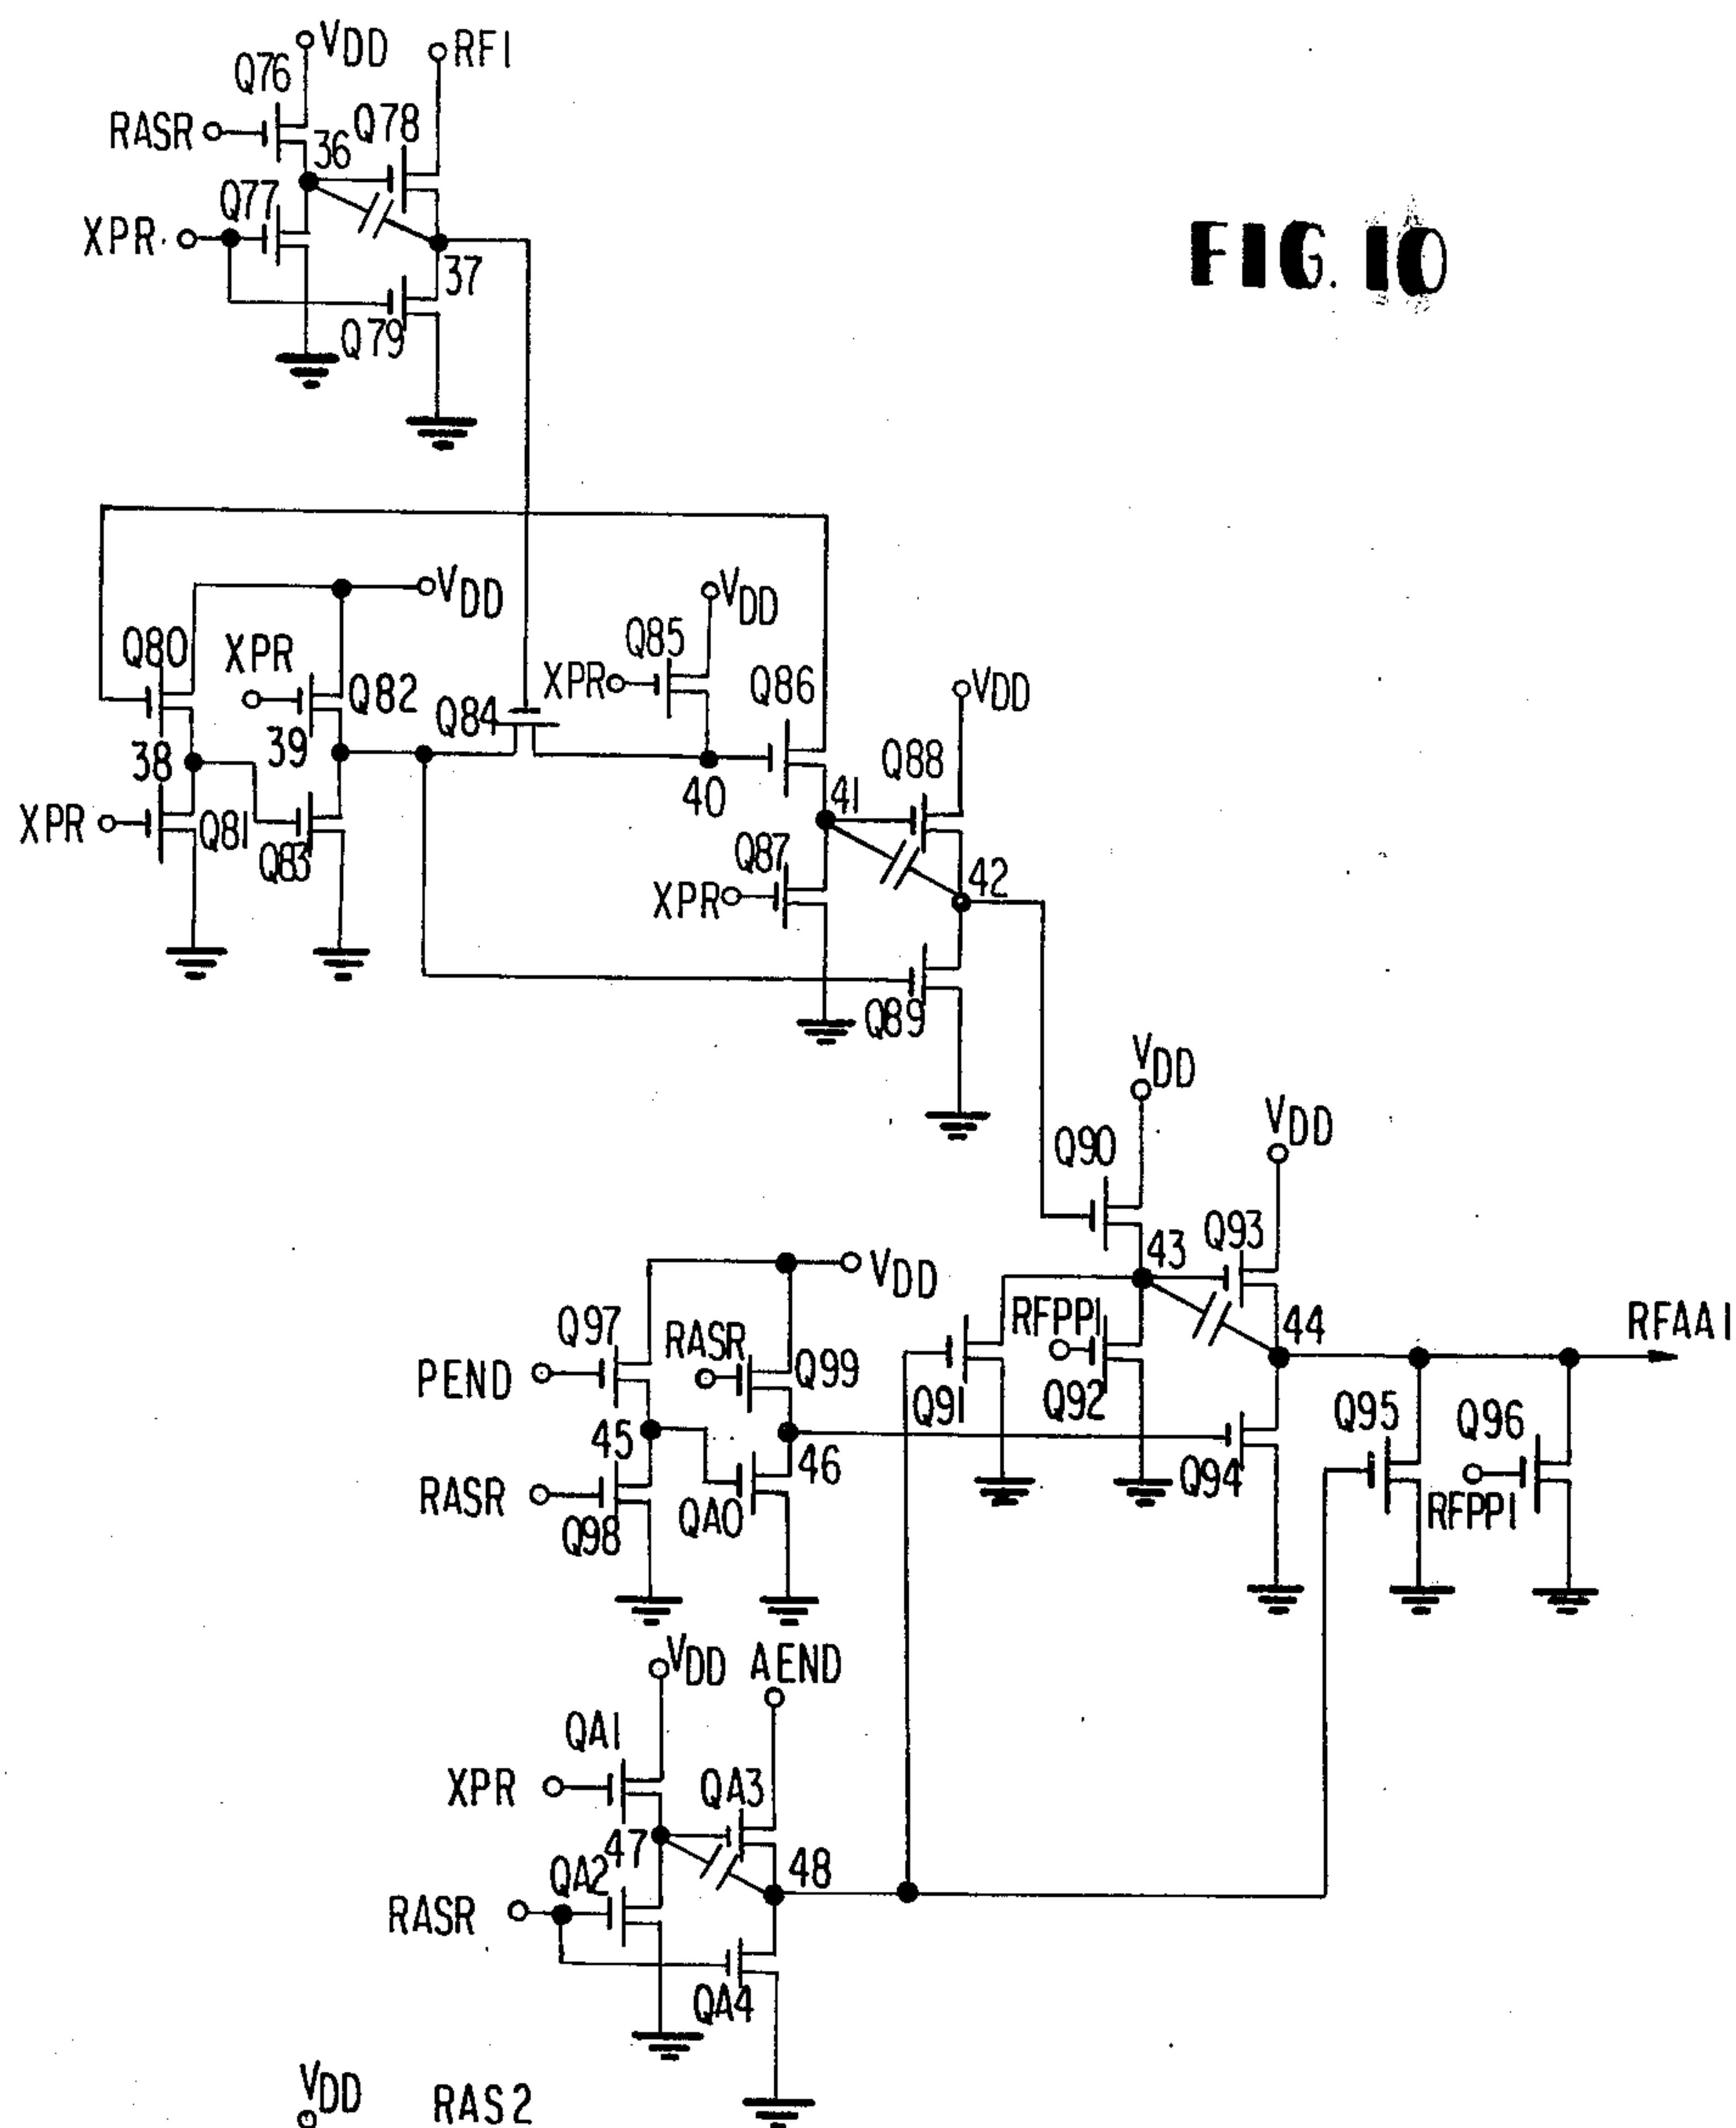 VDD
RF1
Q76
RASR
36
Q78
Q77
XPR
37
Q79
FIG. 10
VDD
Q80
XPR
Q82
38
39
XPR
Q81
Q83
Q84
VDD
Q85
XPR
Q86
40
41
VDD
Q88
Q87
XPR
42
Q89
VDD
VDD
Q90
43
Q93
44
RFAA1
VDD
Q97
RASR
Q99
PEND
45
46
RASR
Q98
QA0
RFPP1
Q91
Q92
Q94
Q95
Q96
RFPP1
VDD
AEND
QA1
XPR
QA3
47
48
QA2
RASR
QA4
VDD
RAS2